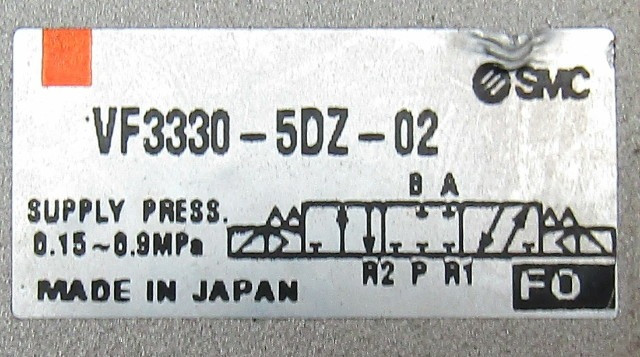 SMC
VF3330-5DZ-02
B A
SUPPLY PRESS.
0.15~0.9MPa
R2 P R1
MADE IN JAPAN
FO